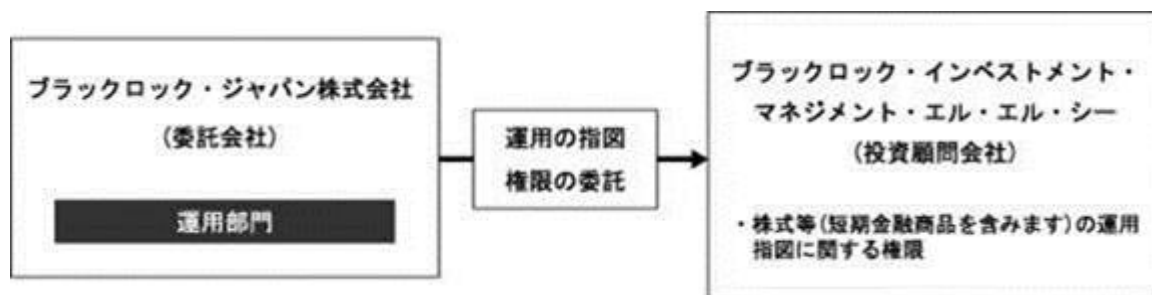 ブラックロック・ジャパン株式会社
(委託会社)
運用部門
運用の指図
権限の委託
ブラックロック・インベストメント・
マネジメント・エル・エル・シー
(投資顧問会社)
・株式等(短期金融商品を含みます)の運用
指図に関する権限